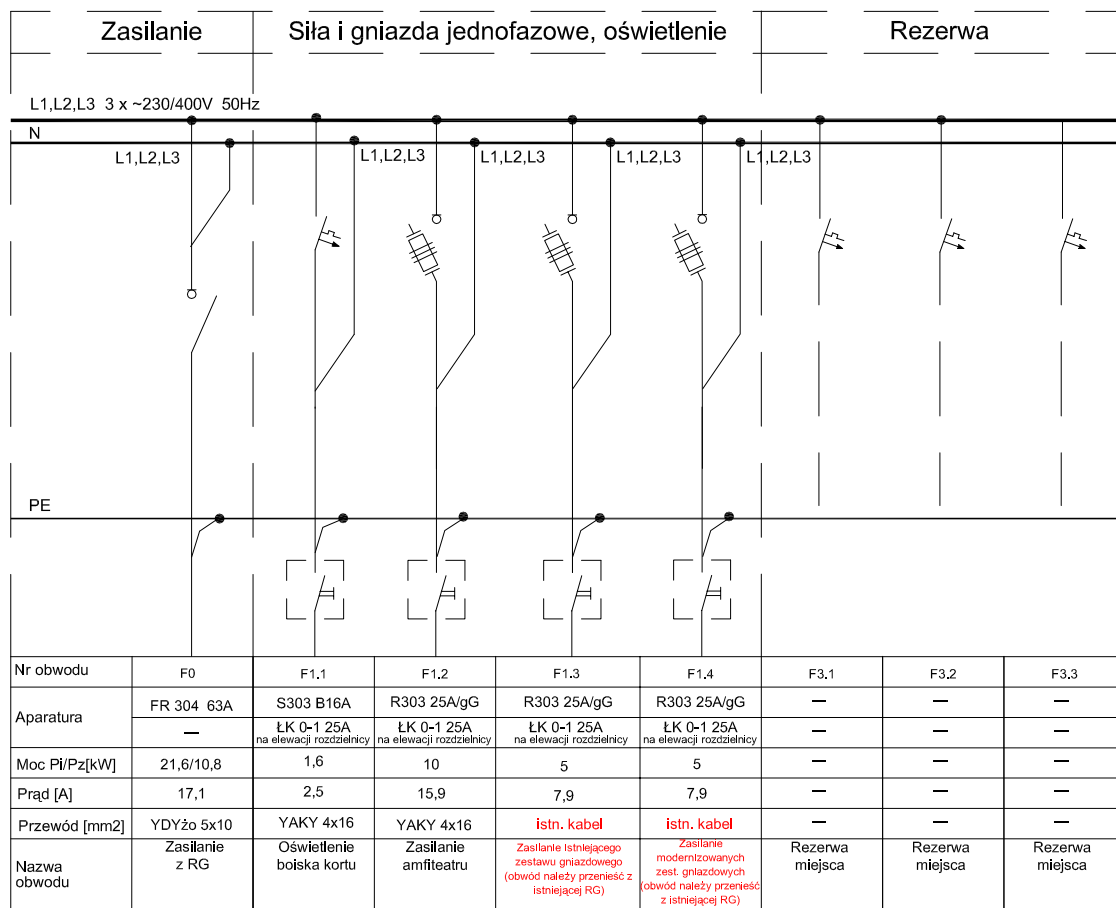 Zasilanie
Siła i gniazda jednofazowe, oświetlenie
Rezerwa
L1,L2,L3 3 x ~230/400V 50Hz
N
L1,L2,L3
L1,L2,L3
L1,L2,L3
L1,L2,L3
L1,L2,L3
PE
Nr obwodu F0 F1.1 F1.2 F1.3 F1.4 F3.1 F3.2 F3.3
Aparatura
FR 304 63A S303 B16A R303 25A/gG R303 25A/gG R303 25A/gG — — —
— ŁK 0-1 25A ŁK 0-1 25A ŁK 0-1 25A ŁK 0-1 25A — — —
na elewacji rozdzielnicy na elewacji rozdzielnicy na elewacji rozdzielnicy na elewacji rozdzielnicy
Moc Pi/Pz[kW] 21,6/10,8 1,6 10 5 5 — — —
Prąd [A] 17,1 2,5 15,9 7,9 7,9 — — —
Przewód [mm2] YDYżo 5x10 YAKY 4x16 YAKY 4x16 istn. kabel istn. kabel — — —
Nazwa
obwodu
Zasilanie
z RG
Oświetlenie
boiska kortu
Zasilanie
amfiteatru
Zasilanie istniejącego
zestawu gniazdowego
(obwód należy przenieść z
istniejącej RG)
Zasilanie
modernizowanych
zest. gniazdowych
(obwód należy przenieść
z istniejącej RG)
Rezerwa
miejsca
Rezerwa
miejsca
Rezerwa
miejsca